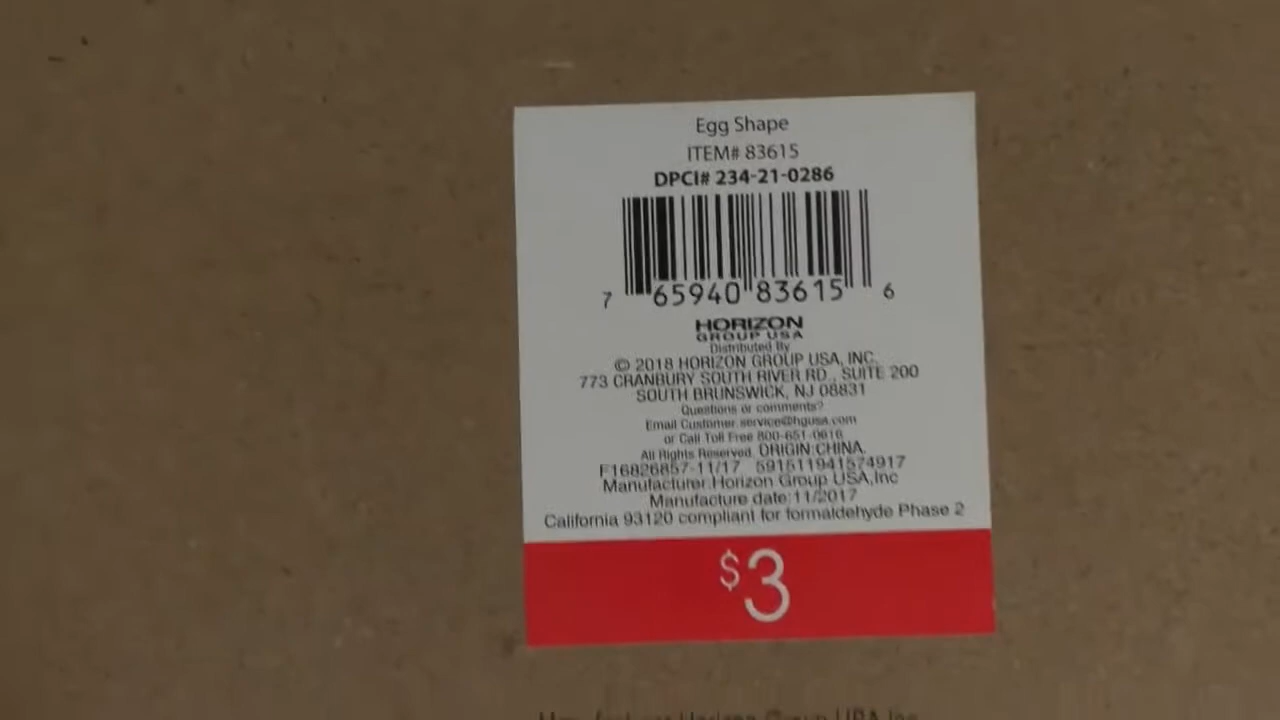 Egg Shape
ITEM# 83615
DPCI# 234-21-0286
7 65940 83615 6
HORIZON
GROUP USA
Distributed By
© 2018 HORIZON GROUP USA, INC.
773 CRANBURY SOUTH RIVER RD., SUITE 200
SOUTH BRUNSWICK, NJ 08831
Questions or comments?
Email Customer.service@hgusa.com
or Call Toll Free 800-651-0616
All Rights Reserved. ORIGIN:CHINA.
F16826857-11/17 591511941574917
Manufacturer:Horizon Group USA,Inc
Manufacture date:11/2017
California 93120 compliant for formaldehyde Phase 2
$3
Horizon Group